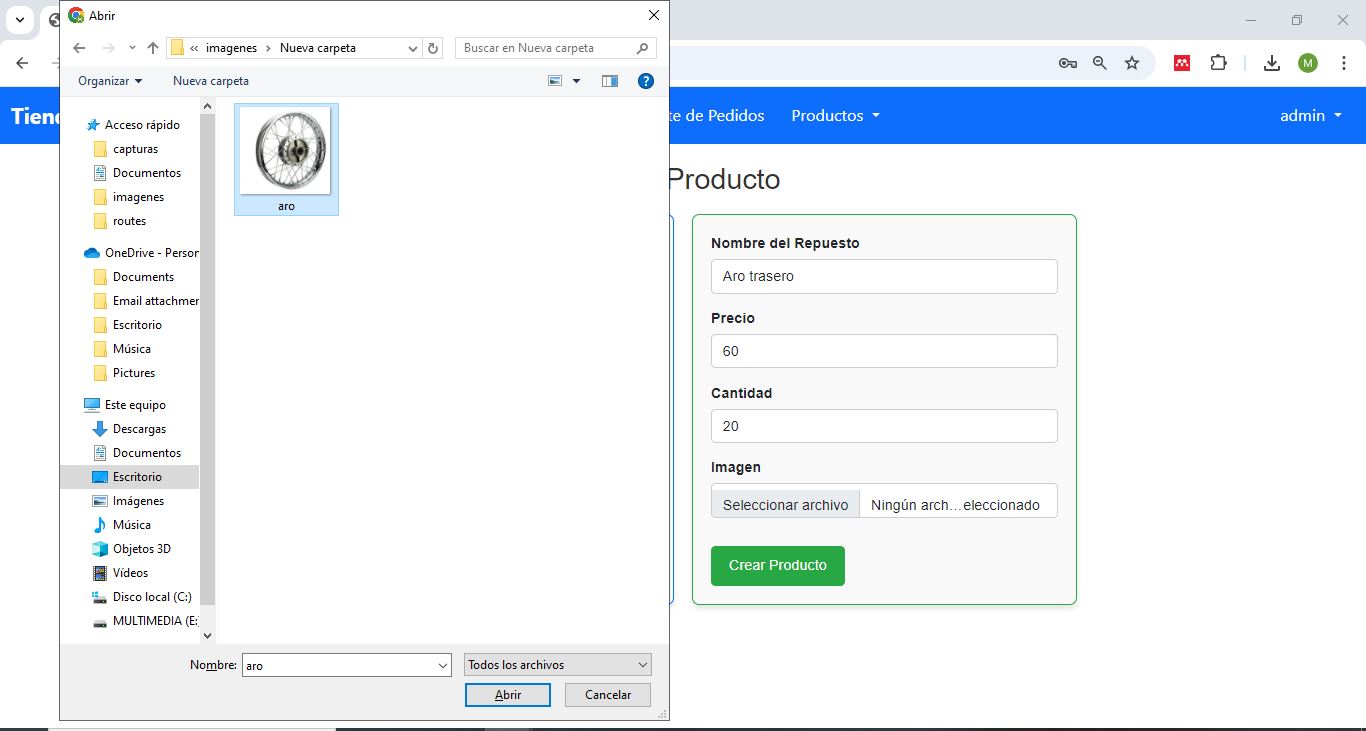 Abrir
« imagenes › Nueva carpeta
Buscar en Nueva carpeta
Organizar
Nueva carpeta
Acceso rápido
capturas
Documentos
imagenes
routes
OneDrive - Person
Documents
Email attachmer
Escritorio
Música
Pictures
Este equipo
Descargas
Documentos
Escritorio
Imágenes
Música
Objetos 3D
Vídeos
Disco local (C:)
MULTIMEDIA (E:
aro
Nombre: aro
Todos los archivos
Abrir
Cancelar
M
Tiend
te de Pedidos
Productos
admin
Producto
Nombre del Repuesto
Aro trasero
Precio
60
Cantidad
20
Imagen
Seleccionar archivo
Ningún arch…eleccionado
Crear Producto